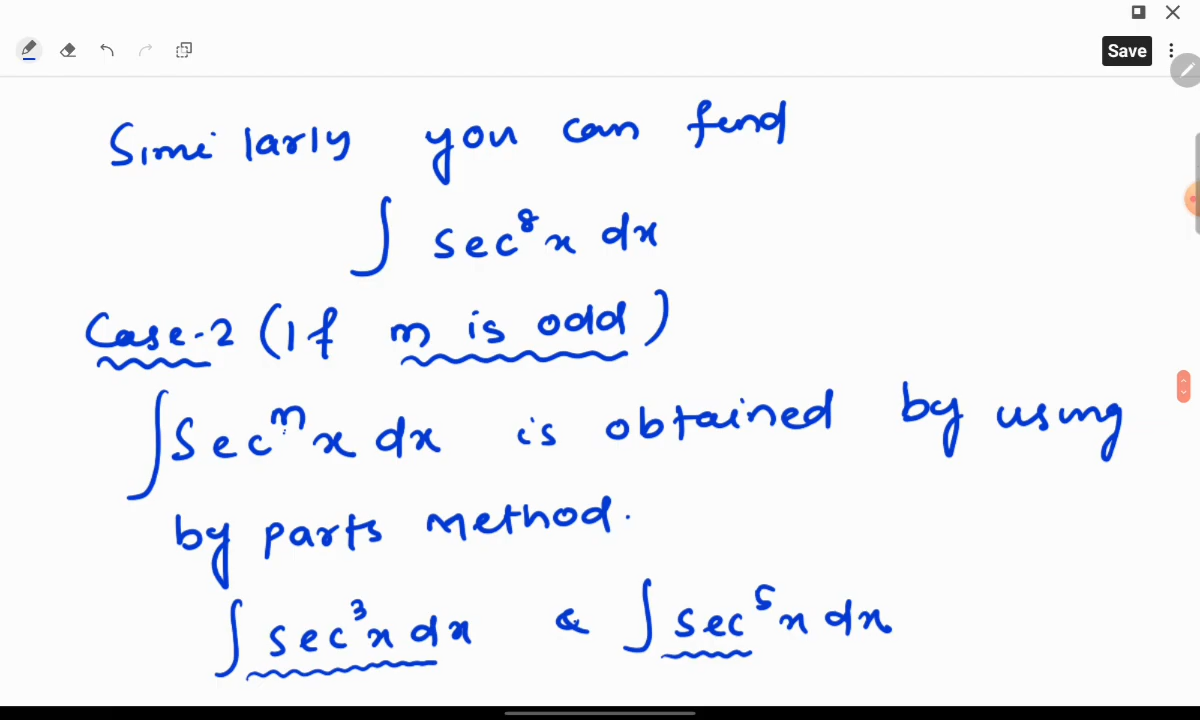 Save
Similarly you can find
∫ sec⁸x dx
Case-2 (If m is odd)
∫ Sec^m x dx is obtained by using
by parts method.
∫ sec³x dx & ∫ sec⁵x dx